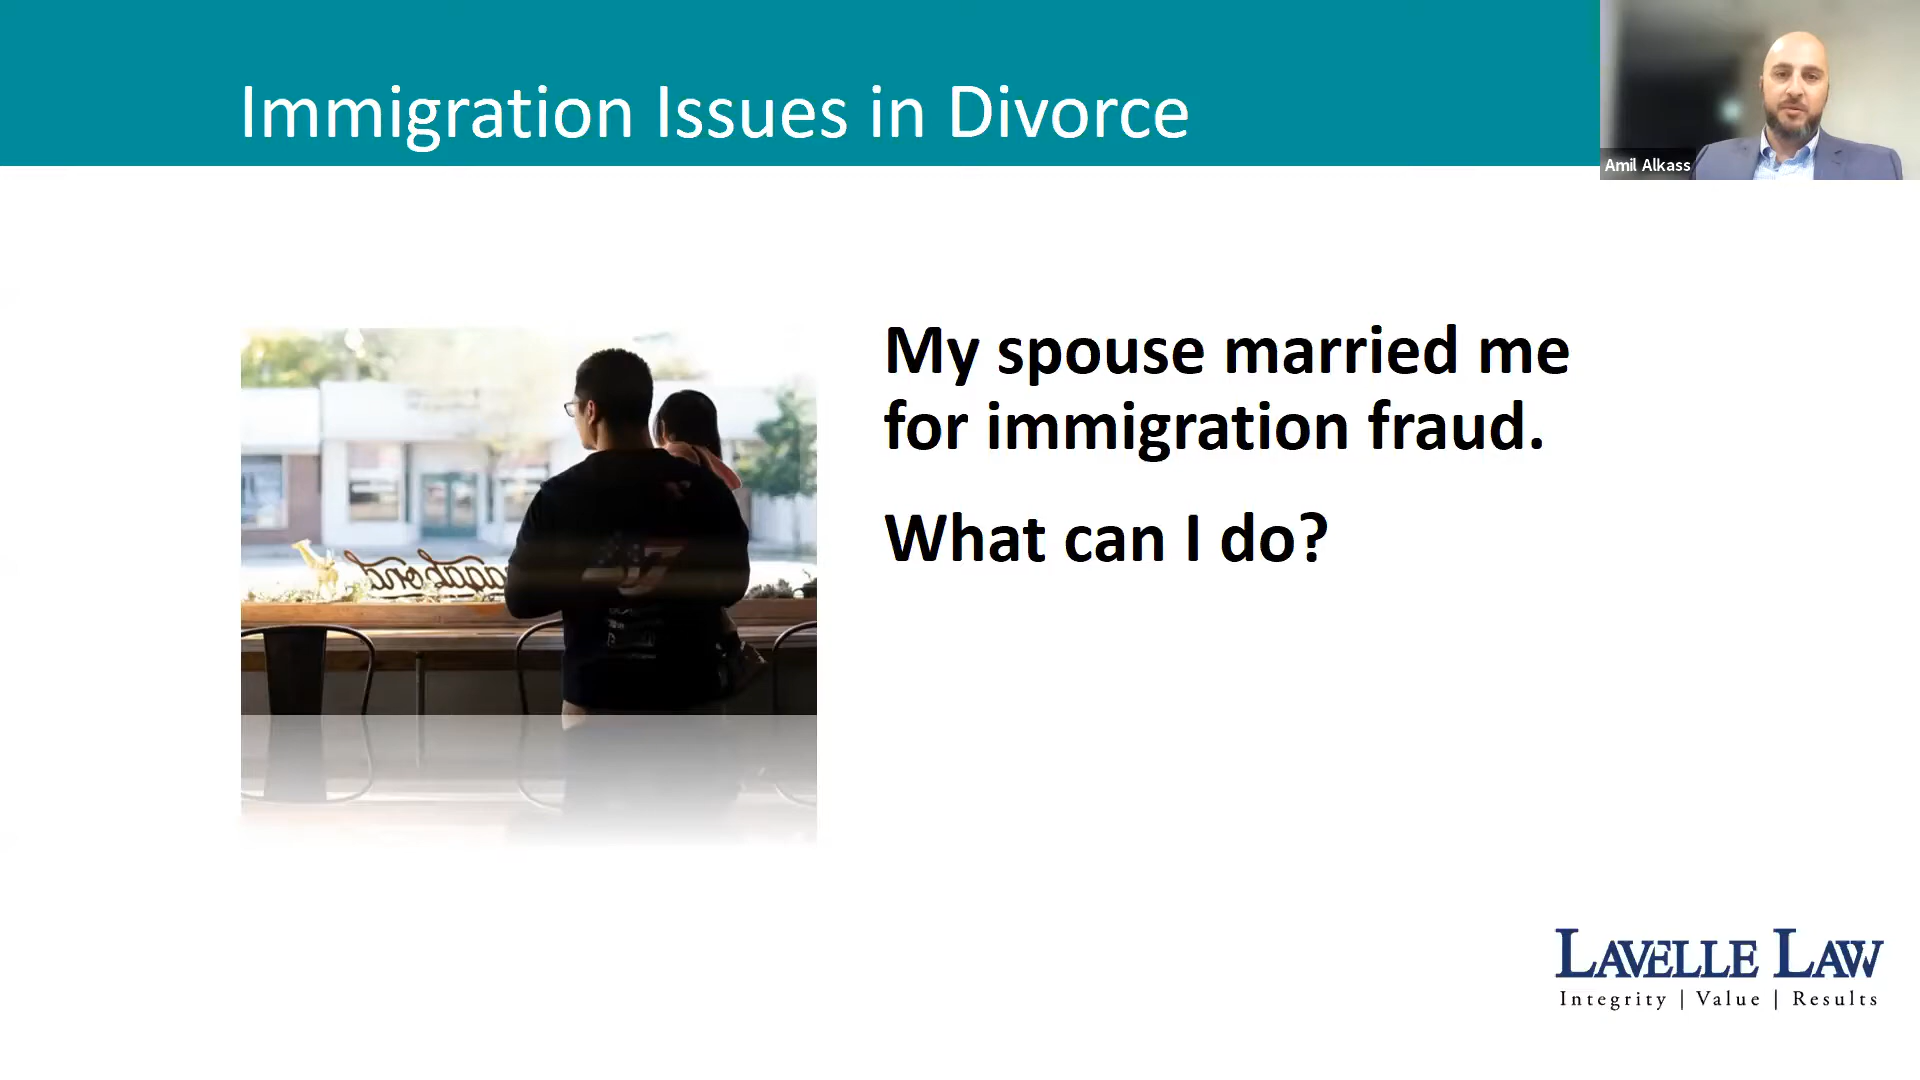 Immigration Issues in Divorce
Amil Alkass
My spouse married me
for immigration fraud.
What can I do?
LAVELLE LAW
Integrity | Value | Results